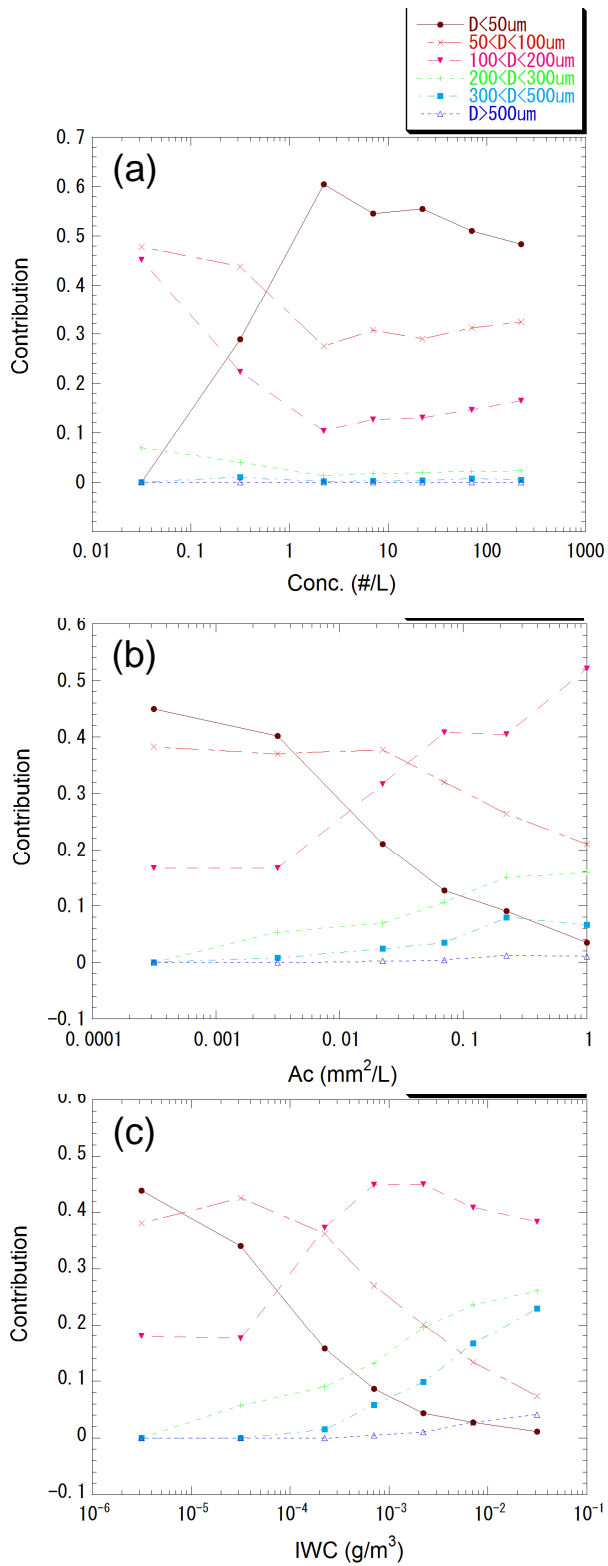 D<50um
50<D<100um
100<D<200um
200<D<300um
300<D<500um
D>500um
(a)
0.7
0.6
0.5
0.4
0.3
0.2
0.1
0
Contribution
0.01 0.1 1 10 100 1000
Conc. (#/L)
(b)
0.6
0.5
0.4
0.3
0.2
0.1
0
-0.1
Contribution
0.0001 0.001 0.01 0.1 1
Ac (mm²/L)
(c)
0.6
0.5
0.4
0.3
0.2
0.1
0
-0.1
Contribution
10⁻⁶ 10⁻⁵ 10⁻⁴ 10⁻³ 10⁻² 10⁻¹
IWC (g/m³)